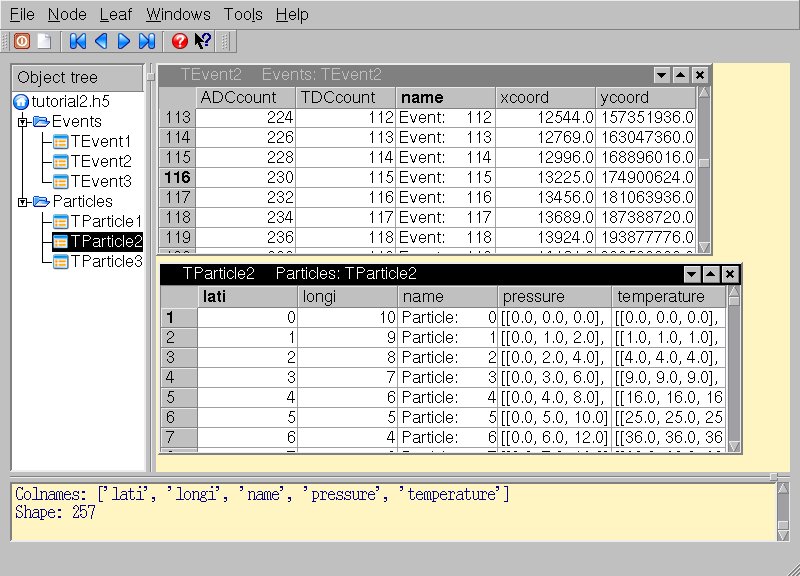 File Node Leaf Windows Tools Help
Object tree
tutorial2.h5
Events
TEvent1
TEvent2
TEvent3
Particles
TParticle1
TParticle2
TParticle3
TEvent2 Events: TEvent2
ADCcount TDCcount name xcoord ycoord
113 224 112 Event: 112 12544.0 157351936.0
114 226 113 Event: 113 12769.0 163047360.0
115 228 114 Event: 114 12996.0 168896016.0
116 230 115 Event: 115 13225.0 174900624.0
117 232 116 Event: 116 13456.0 181063936.0
118 234 117 Event: 117 13689.0 187388720.0
119 236 118 Event: 118 13924.0 193877776.0
TParticle2 Particles: TParticle2
lati longi name pressure temperature
1 0 10 Particle: 0 [[0.0, 0.0, 0.0], [[0.0, 0.0, 0.0],
2 1 9 Particle: 1 [[0.0, 1.0, 2.0], [[1.0, 1.0, 1.0],
3 2 8 Particle: 2 [[0.0, 2.0, 4.0], [[4.0, 4.0, 4.0],
4 3 7 Particle: 3 [[0.0, 3.0, 6.0], [[9.0, 9.0, 9.0],
5 4 6 Particle: 4 [[0.0, 4.0, 8.0], [[16.0, 16.0, 16
6 5 5 Particle: 5 [[0.0, 5.0, 10.0] [[25.0, 25.0, 25
7 6 4 Particle: 6 [[0.0, 6.0, 12.0] [[36.0, 36.0, 36
Colnames: ['lati', 'longi', 'name', 'pressure', 'temperature']
Shape: 257